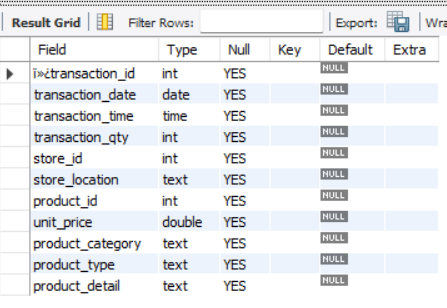 Result Grid Filter Rows: Export: Wra
Field Type Null Key Default Extra
ï»¿transaction_id int YES NULL
transaction_date date YES NULL
transaction_time time YES NULL
transaction_qty int YES NULL
store_id int YES NULL
store_location text YES NULL
product_id int YES NULL
unit_price double YES NULL
product_category text YES NULL
product_type text YES NULL
product_detail text YES NULL